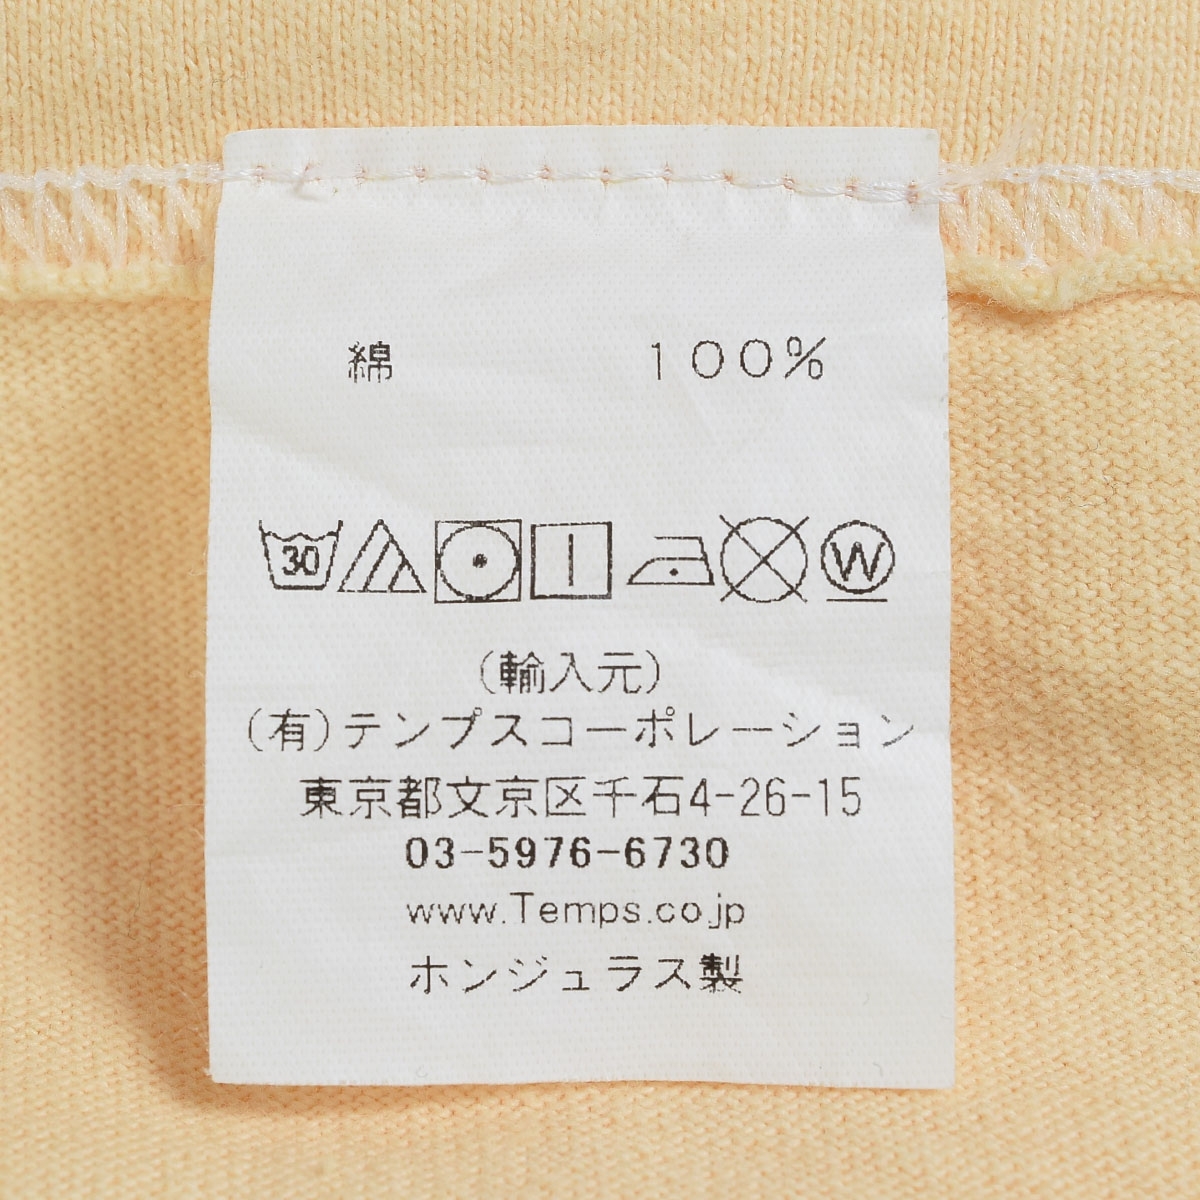 綿 100%
30 W
(輸入元)
(有)テンプスコーポレーション
東京都文京区千石4-26-15
03-5976-6730
www.Temps.co.jp
ホンジュラス製